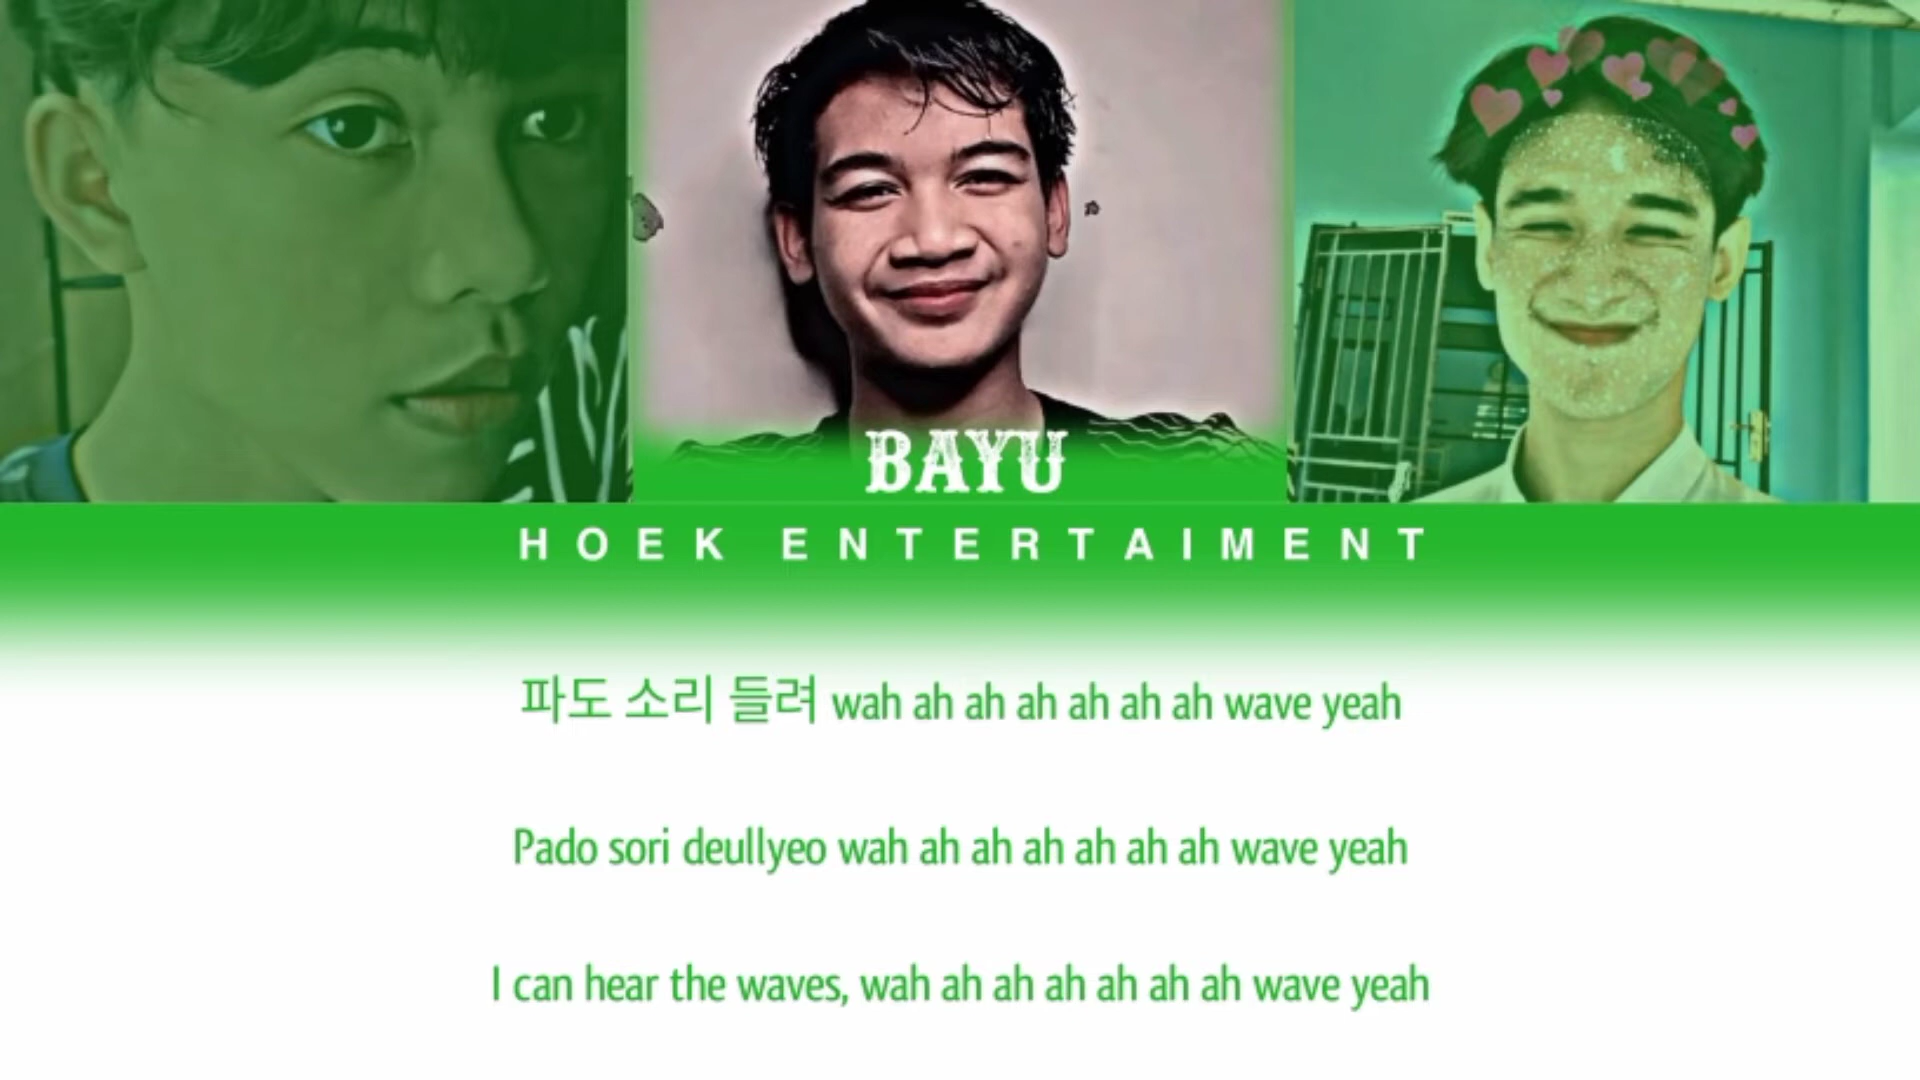 BAYU
HOEK ENTERTAIMENT
파도 소리 들려 wah ah ah ah ah ah ah wave yeah
Pado sori deullyeo wah ah ah ah ah ah ah wave yeah
I can hear the waves, wah ah ah ah ah ah ah wave yeah